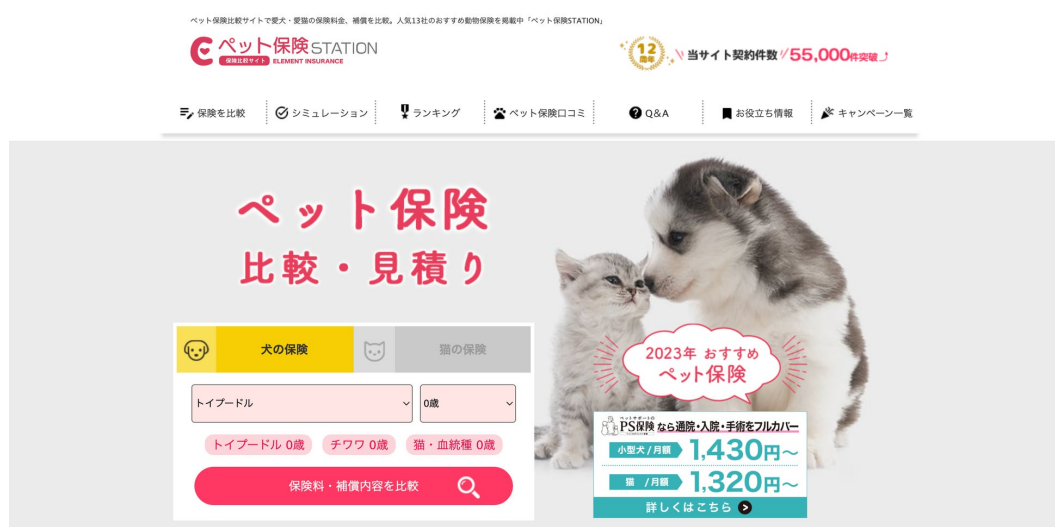 ペット保険比較サイトで愛犬・愛猫の保険料金、補償を比較。人気13社のおすすめ動物保険を掲載中「ペット保険STATION」
ペット保険 STATION
保険比較サイト ELEMENT INSURANCE
12周年
当サイト契約件数 55,000件突破
保険を比較
シミュレーション
ランキング
ペット保険口コミ
Q&A
お役立ち情報
キャンペーン一覧
ペット保険
比較・見積り
犬の保険
猫の保険
トイプードル
0歳
トイプードル 0歳
チワワ 0歳
猫・血統種 0歳
保険料・補償内容を比較
2023年 おすすめ
ペット保険
ペットサポートの
PS保険 なら通院・入院・手術をフルカバー
小型犬/月額 1,430円〜
猫 /月額 1,320円〜
詳しくはこちら